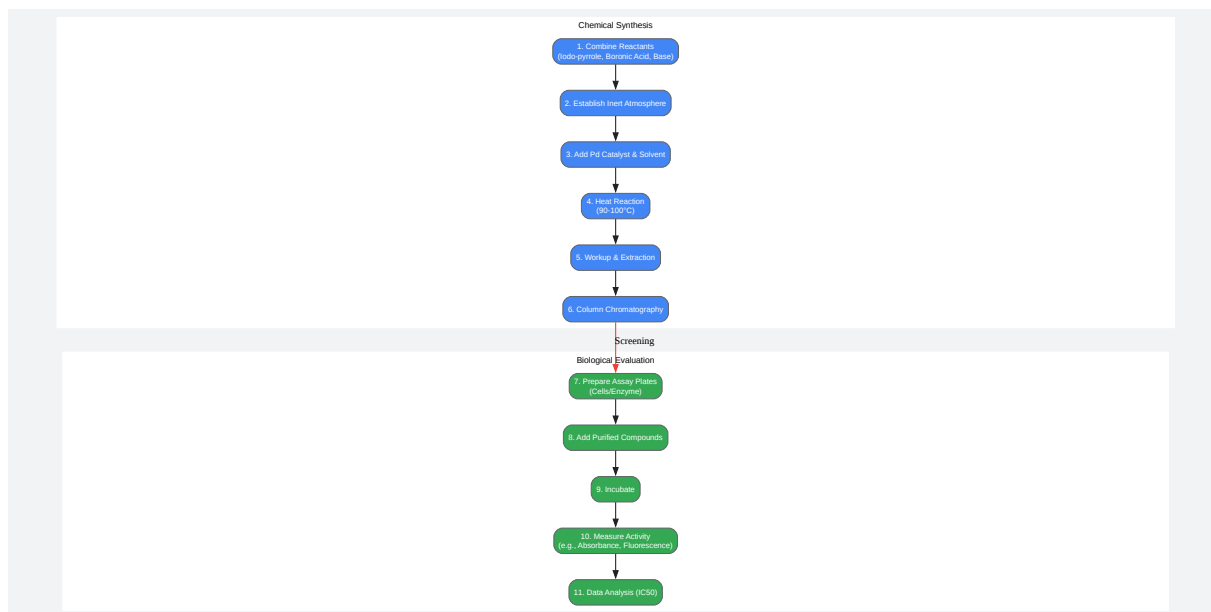 Chemical Synthesis
1. Combine Reactants
(Iodo-pyrrole, Boronic Acid, Base)
2. Establish Inert Atmosphere
3. Add Pd Catalyst & Solvent
4. Heat Reaction
(90-100°C)
5. Workup & Extraction
6. Column Chromatography
Screening
Biological Evaluation
7. Prepare Assay Plates
(Cells/Enzyme)
8. Add Purified Compounds
9. Incubate
10. Measure Activity
(e.g., Absorbance, Fluorescence)
11. Data Analysis (IC50)